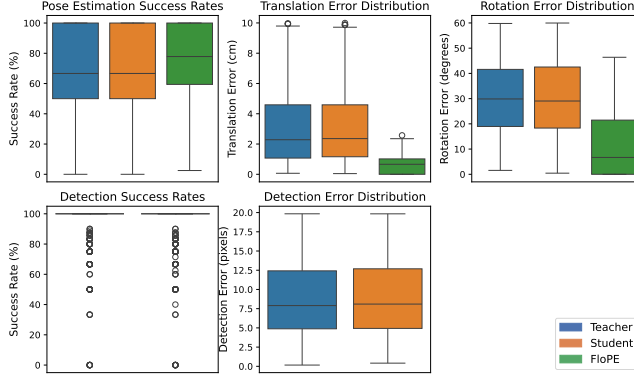 Pose Estimation Success Rates
Success Rate (%)
100
80
60
40
20
0
Translation Error Distribution
Translation Error (cm)
10
8
6
4
2
0
Rotation Error Distribution
Rotation Error (degrees)
60
50
40
30
20
10
0
Detection Success Rates
Success Rate (%)
100
80
60
40
20
0
Detection Error Distribution
Detection Error (pixels)
20.0
17.5
15.0
12.5
10.0
7.5
5.0
2.5
0.0
Teacher
Student
FloPE